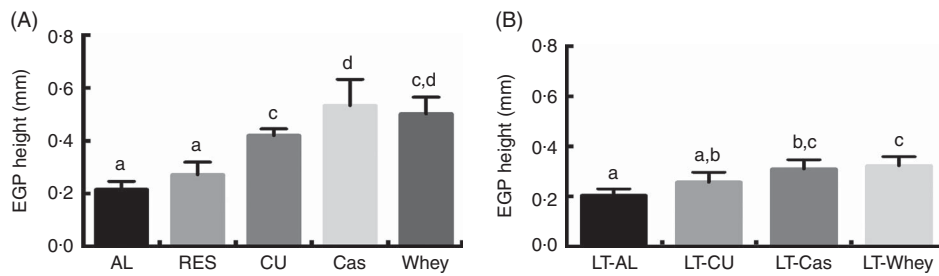 (A)
EGP height (mm)
0·8
0·6
0·4
0·2
0·0
a
a
c
d
c,d
AL RES CU Cas Whey
(B)
EGP height (mm)
0·8
0·6
0·4
0·2
0·0
a
a,b
b,c
c
LT-AL LT-CU LT-Cas LT-Whey